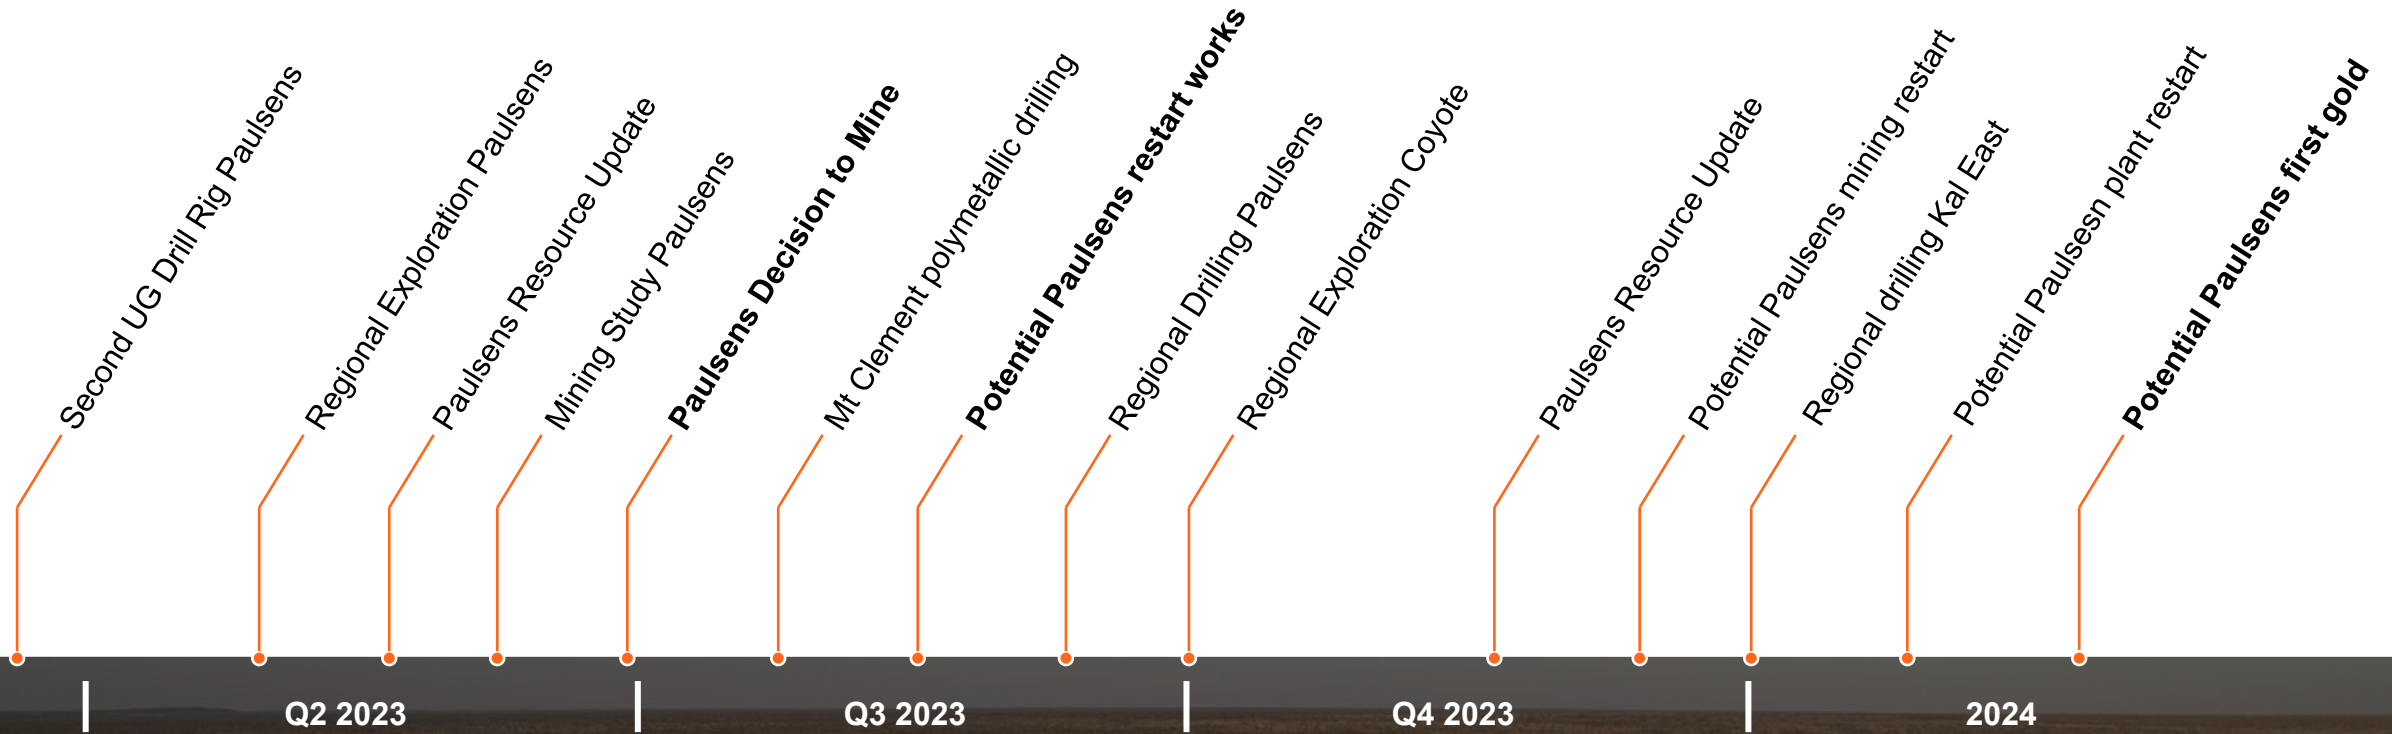 Second UG Drill Rig Paulsens
Regional Exploration Paulsens
Paulsens Resource Update
Mining Study Paulsens
Paulsens Decision to Mine
Mt Clement polymetallic drilling
Potential Paulsens restart works
Regional Drilling Paulsens
Regional Exploration Coyote
Paulsens Resource Update
Potential Paulsens mining restart
Regional drilling Kal East
Potential Paulsesn plant restart
Potential Paulsens first gold
Q2 2023
Q3 2023
Q4 2023
2024